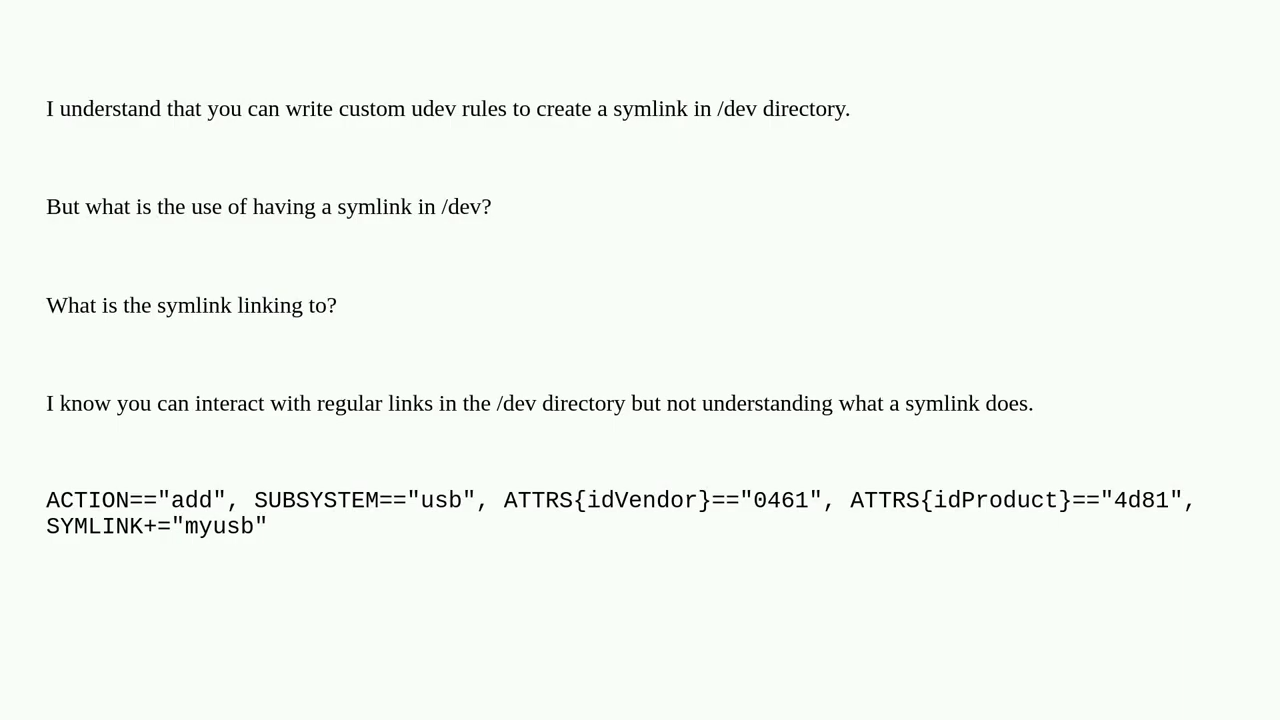 I understand that you can write custom udev rules to create a symlink in /dev directory.
But what is the use of having a symlink in /dev?
What is the symlink linking to?
I know you can interact with regular links in the /dev directory but not understanding what a symlink does.
ACTION=="add", SUBSYSTEM=="usb", ATTRS{idVendor}=="0461", ATTRS{idProduct}=="4d81",
SYMLINK+="myusb"